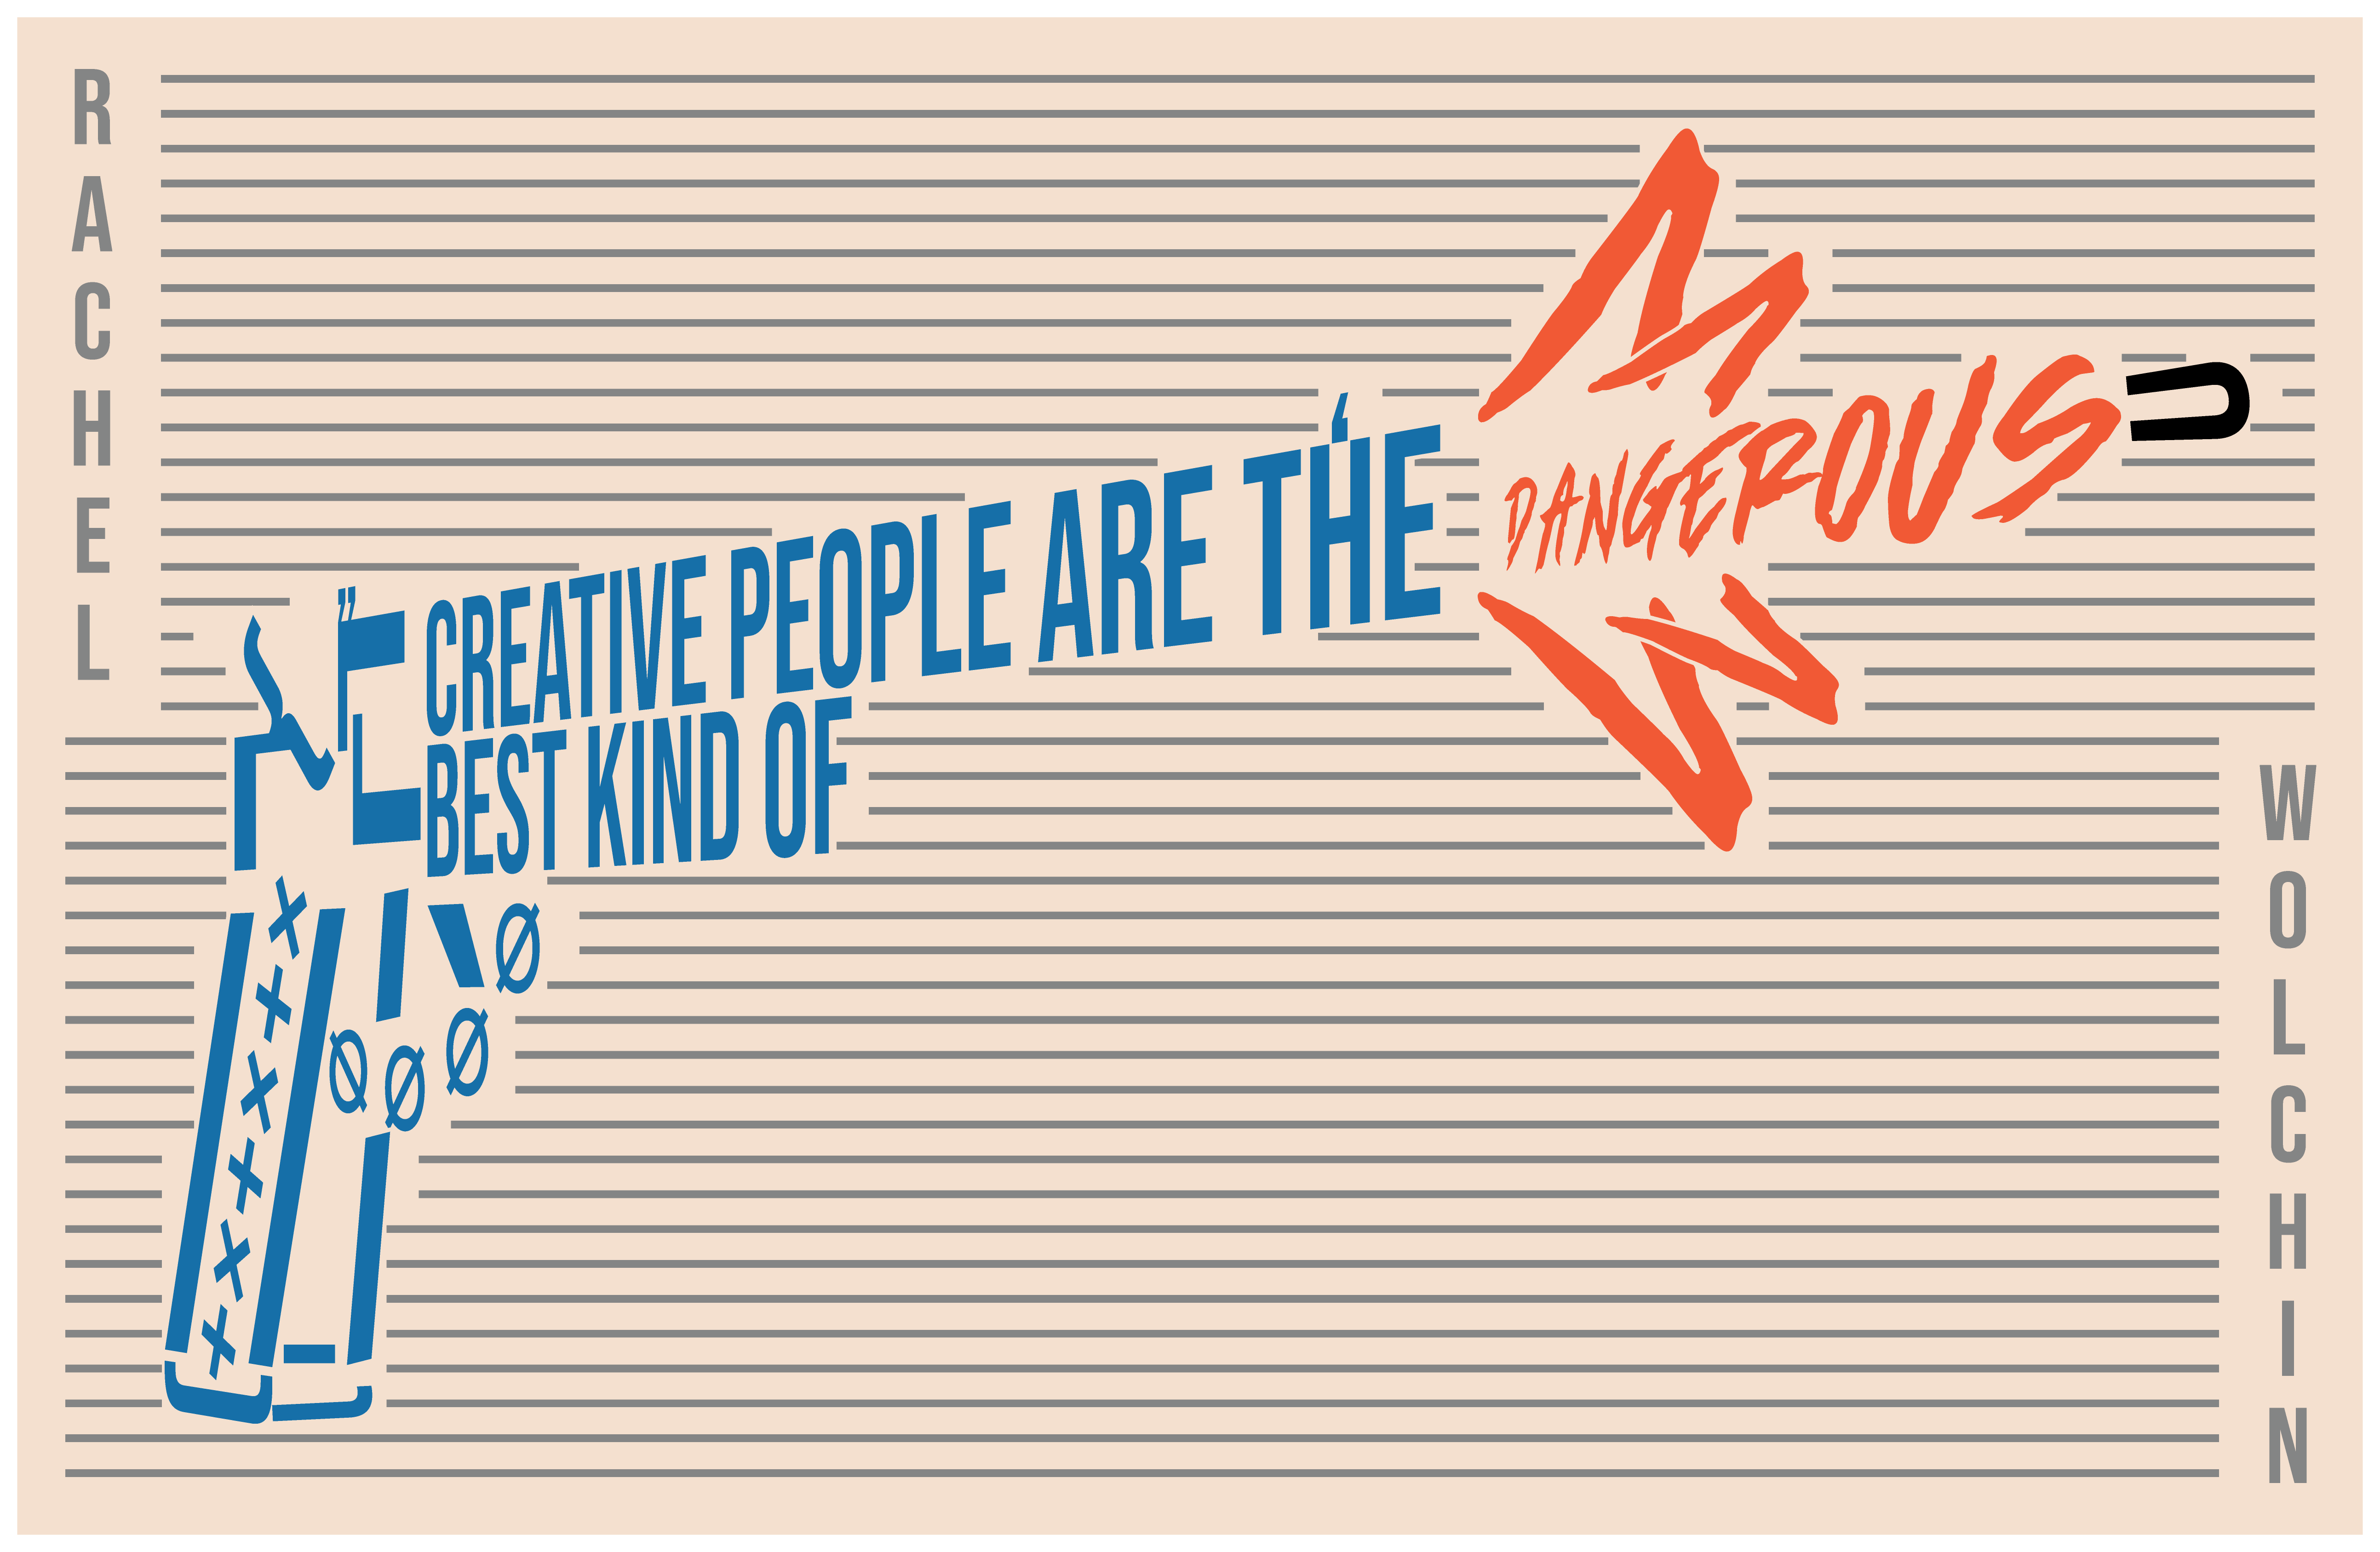 RACHEL
CREATIVE PEOPLE ARE THE
BEST KIND OF
DANGEROUS
WOLCHIN